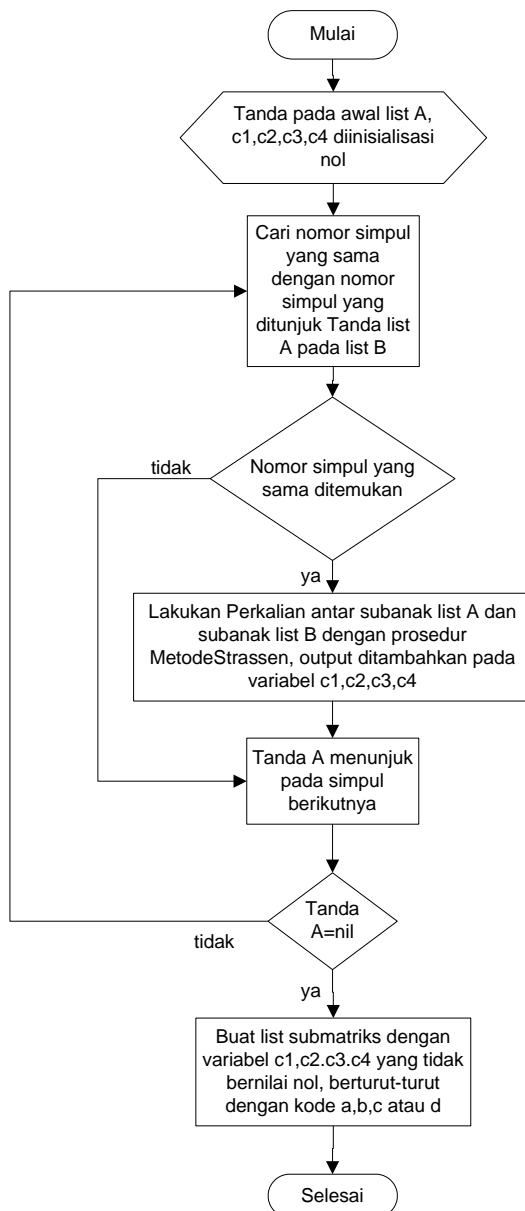 Mulai
Tanda pada awal list A,
c1,c2,c3,c4 diinisialisasi
nol
Cari nomor simpul
yang sama
dengan nomor
simpul yang
ditunjuk Tanda list
A pada list B
tidak
Nomor simpul yang
sama ditemukan
ya
Lakukan Perkalian antar subanak list A dan
subanak list B dengan prosedur
MetodeStrassen, output ditambahkan pada
variabel c1,c2,c3,c4
Tanda A menunjuk
pada simpul
berikutnya
Tanda
A=nil
tidak
ya
Buat list submatriks dengan
variabel c1,c2.c3.c4 yang tidak
bernilai nol, berturut-turut
dengan kode a,b,c atau d
Selesai